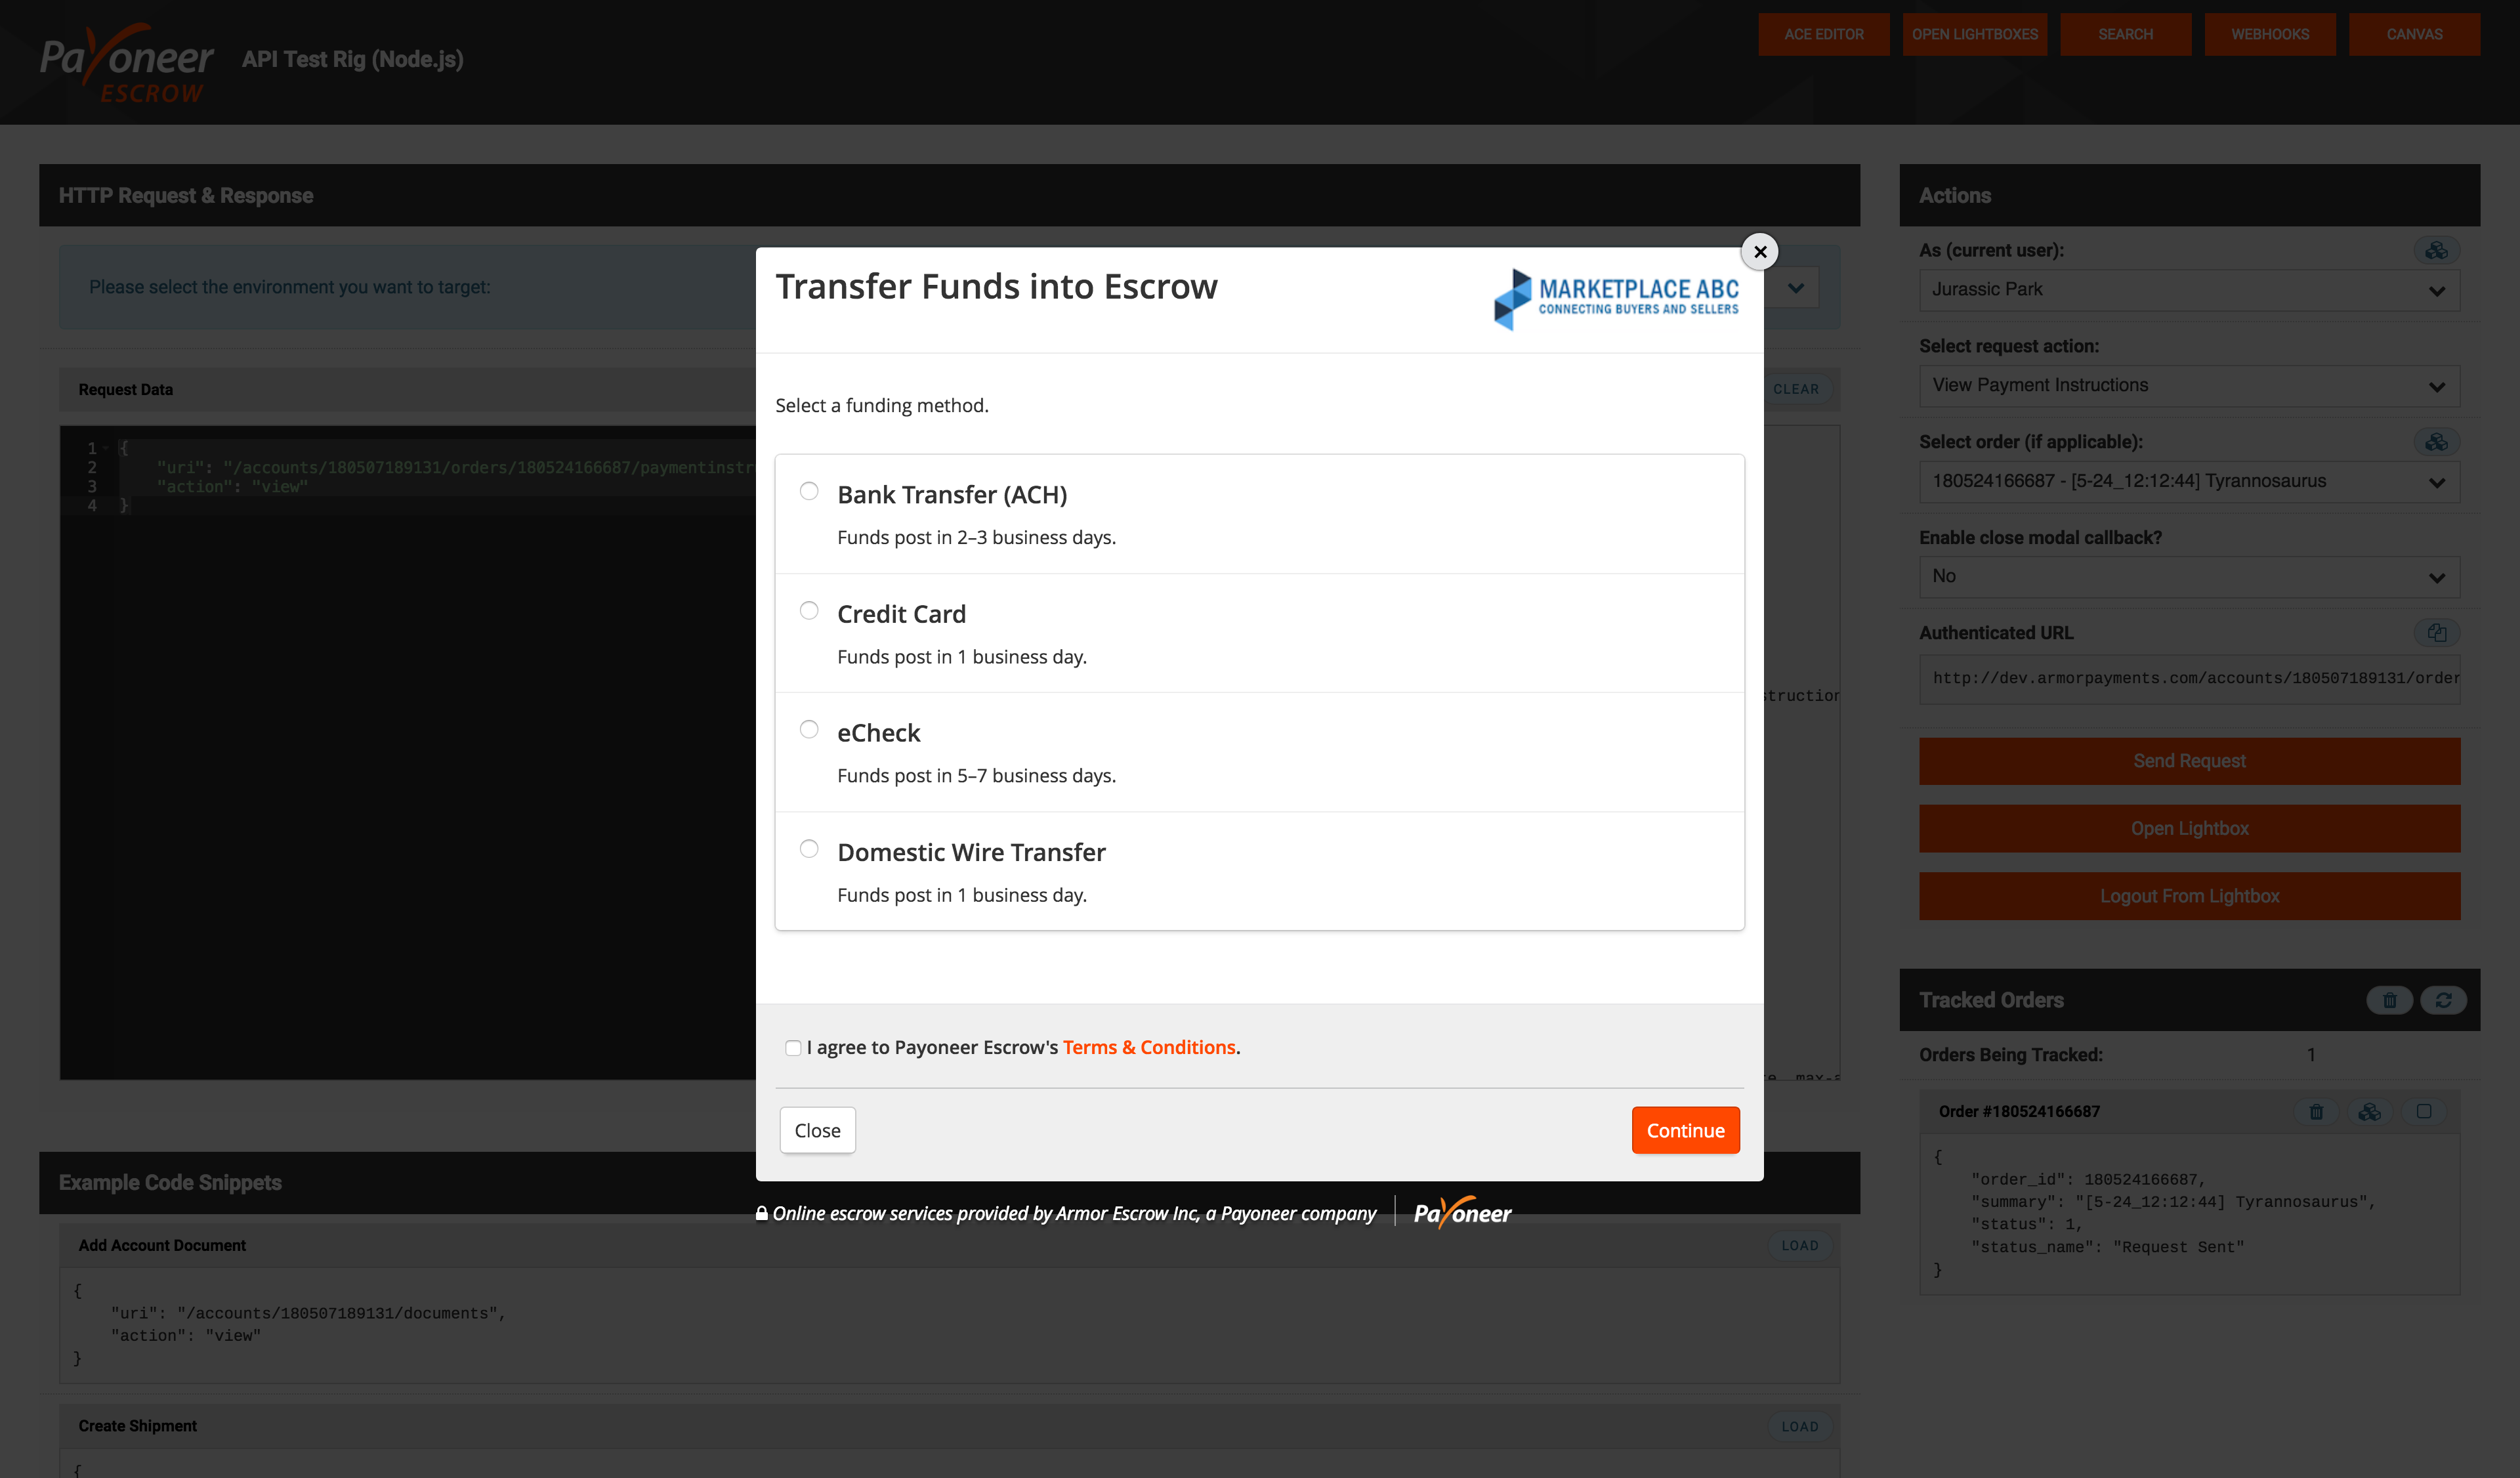 Payoneer
ESCROW
API Test Rig (Node.js)
ACE EDITOR
OPEN LIGHTBOXES
SEARCH
WEBHOOKS
CANVAS
HTTP Request & Response
Please select the environment you want to target:
Request Data
CLEAR
1 {
2 "uri": "/accounts/180507189131/orders/180524166687/paymentinstr
3 "action": "view"
4 }
struction
Transfer Funds into Escrow
MARKETPLACE ABC
CONNECTING BUYERS AND SELLERS
Select a funding method.
Bank Transfer (ACH)
Funds post in 2–3 business days.
Credit Card
Funds post in 1 business day.
eCheck
Funds post in 5–7 business days.
Domestic Wire Transfer
Funds post in 1 business day.
I agree to Payoneer Escrow's Terms & Conditions.
Close
Continue
Online escrow services provided by Armor Escrow Inc, a Payoneer company
Payoneer
Example Code Snippets
Add Account Document
LOAD
{
"uri": "/accounts/180507189131/documents",
"action": "view"
}
Create Shipment
LOAD
{
Actions
As (current user):
Jurassic Park
Select request action:
View Payment Instructions
Select order (if applicable):
180524166687 - [5-24_12:12:44] Tyrannosaurus
Enable close modal callback?
No
Authenticated URL
http://dev.armorpayments.com/accounts/180507189131/order
Send Request
Open Lightbox
Logout From Lightbox
Tracked Orders
Orders Being Tracked:
1
Order #180524166687
{
"order_id": 180524166687,
"summary": "[5-24_12:12:44] Tyrannosaurus",
"status": 1,
"status_name": "Request Sent"
}